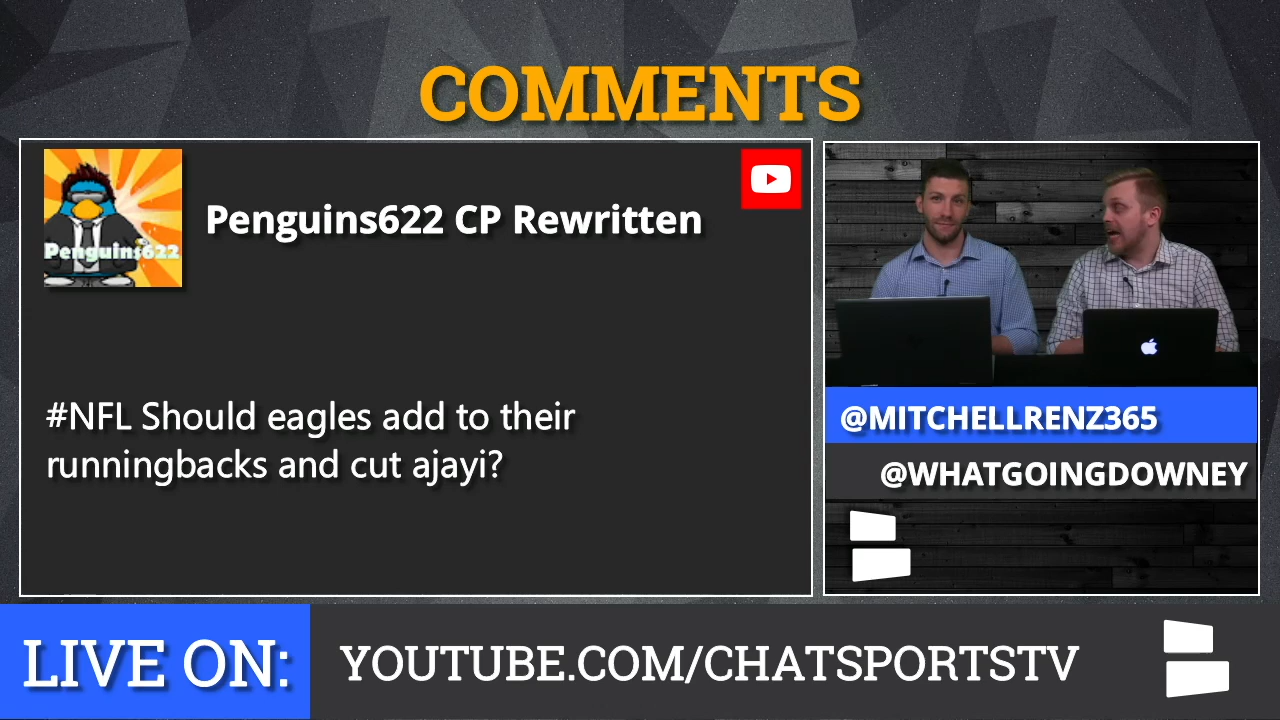 COMMENTS
Penguins622
Penguins622 CP Rewritten
#NFL Should eagles add to their
runningbacks and cut ajayi?
@MITCHELLRENZ365
@WHATGOINGDOWNEY
LIVE ON:
YOUTUBE.COM/CHATSPORTSTV